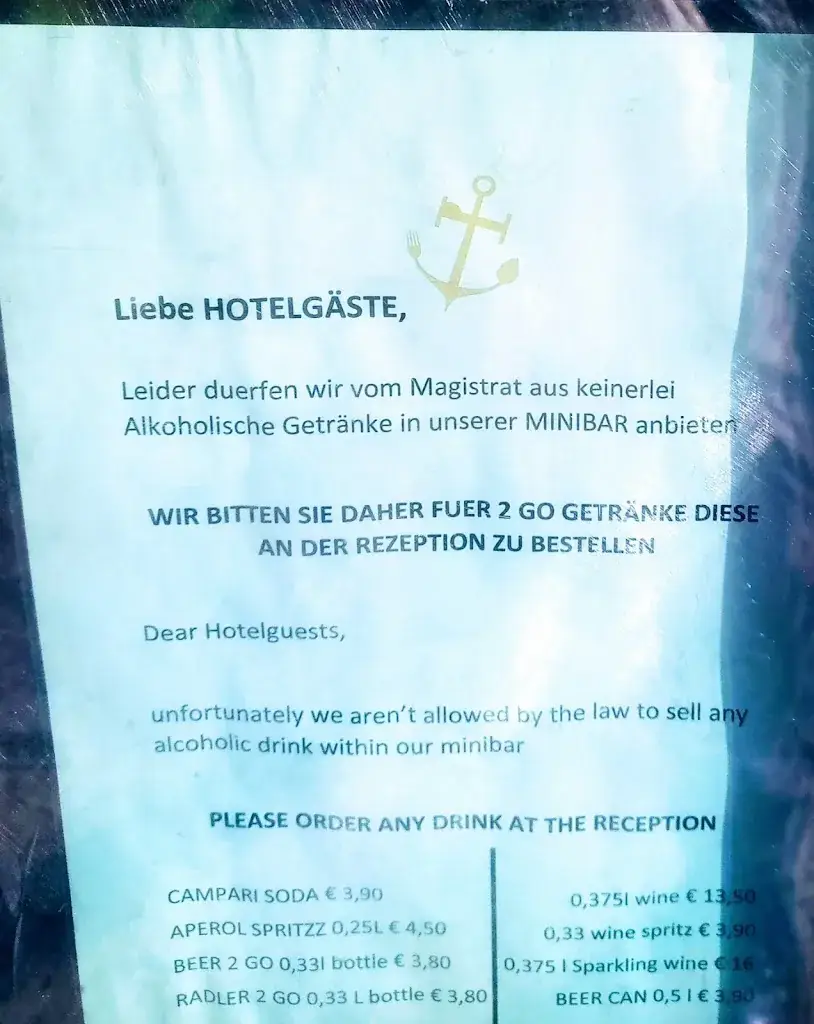 Liebe HOTELGÄSTE,
Leider duerfen wir vom Magistrat aus keinerlei
Alkoholische Getränke in unserer MINIBAR anbieten
WIR BITTEN SIE DAHER FUER 2 GO GETRÄNKE DIESE
AN DER REZEPTION ZU BESTELLEN
Dear Hotelguests,
unfortunately we aren't allowed by the law to sell any
alcoholic drink within our minibar
PLEASE ORDER ANY DRINK AT THE RECEPTION
CAMPARI SODA € 3,90
APEROL SPRITZZ 0,25L € 4,50
BEER 2 GO 0,33l bottle € 3,80
RADLER 2 GO 0,33 L bottle € 3,80
0,375l wine € 13,50
0,33 wine spritz € 3,90
0,375 l Sparkling wine € 16
BEER CAN 0,5 l € 3,90